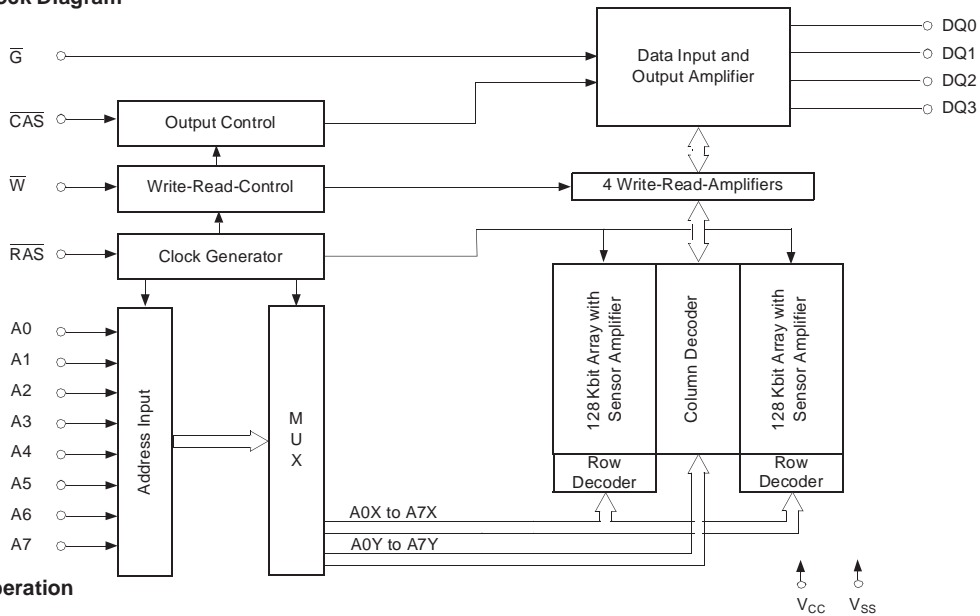 ock Diagram
G
CAS
W
RAS
A0
A1
A2
A3
A4
A5
A6
A7
Output Control
Write-Read-Control
Clock Generator
Address Input
M
U
X
Data Input and
Output Amplifier
DQ0
DQ1
DQ2
DQ3
4 Write-Read-Amplifiers
128 Kbit Array with
Sensor Amplifier
Column Decoder
128 Kbit Array with
Sensor Amplifier
Row
Decoder
Row
Decoder
A0X to A7X
A0Y to A7Y
VCC
VSS
peration